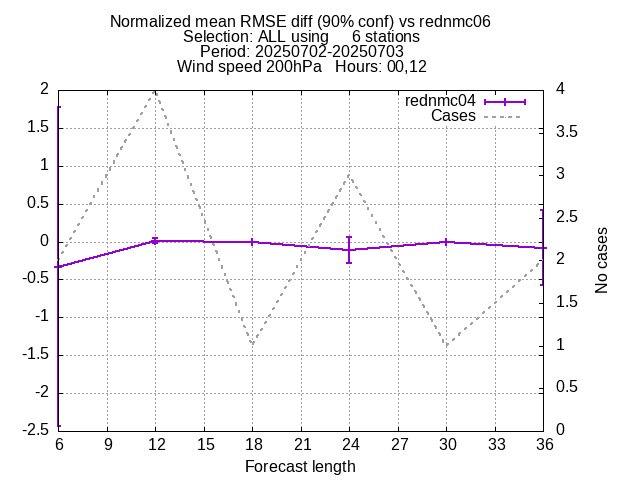 Normalized mean RMSE diff (90% conf) vs rednmc06
Selection: ALL using     6 stations
Period: 20250702-20250703
Wind speed 200hPa   Hours: 00,12
rednmc04
Cases
2
1.5
1
0.5
0
-0.5
-1
-1.5
-2
-2.5
4
3.5
3
2.5
2
1.5
1
0.5
0
No cases
6 9 12 15 18 21 24 27 30 33 36
Forecast length